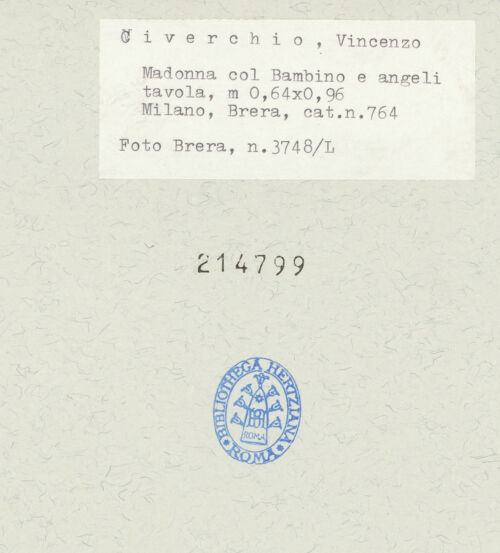 C i v e r c h i o , Vincenzo
Madonna col Bambino e angeli
tavola, m 0,64x0,96
Milano, Brera, cat.n.764
Foto Brera, n.3748/L
214799
BIBLIOTHECA HERTZIANA
ROMA
ROMA